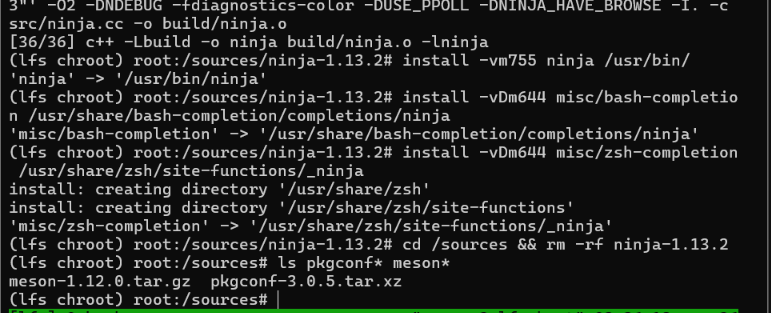 3"' -O2 -DNDEBUG -fdiagnostics-color -DUSE_PPOLL -DNINJA_HAVE_BROWSE -I. -c
src/ninja.cc -o build/ninja.o
[36/36] c++ -Lbuild -o ninja build/ninja.o -lninja
(lfs chroot) root:/sources/ninja-1.13.2# install -vm755 ninja /usr/bin/
'ninja' -> '/usr/bin/ninja'
(lfs chroot) root:/sources/ninja-1.13.2# install -vDm644 misc/bash-completio
n /usr/share/bash-completion/completions/ninja
'misc/bash-completion' -> '/usr/share/bash-completion/completions/ninja'
(lfs chroot) root:/sources/ninja-1.13.2# install -vDm644 misc/zsh-completion
 /usr/share/zsh/site-functions/_ninja
install: creating directory '/usr/share/zsh'
install: creating directory '/usr/share/zsh/site-functions'
'misc/zsh-completion' -> '/usr/share/zsh/site-functions/_ninja'
(lfs chroot) root:/sources/ninja-1.13.2# cd /sources && rm -rf ninja-1.13.2
(lfs chroot) root:/sources# ls pkgconf* meson*
meson-1.12.0.tar.gz  pkgconf-3.0.5.tar.xz
(lfs chroot) root:/sources#